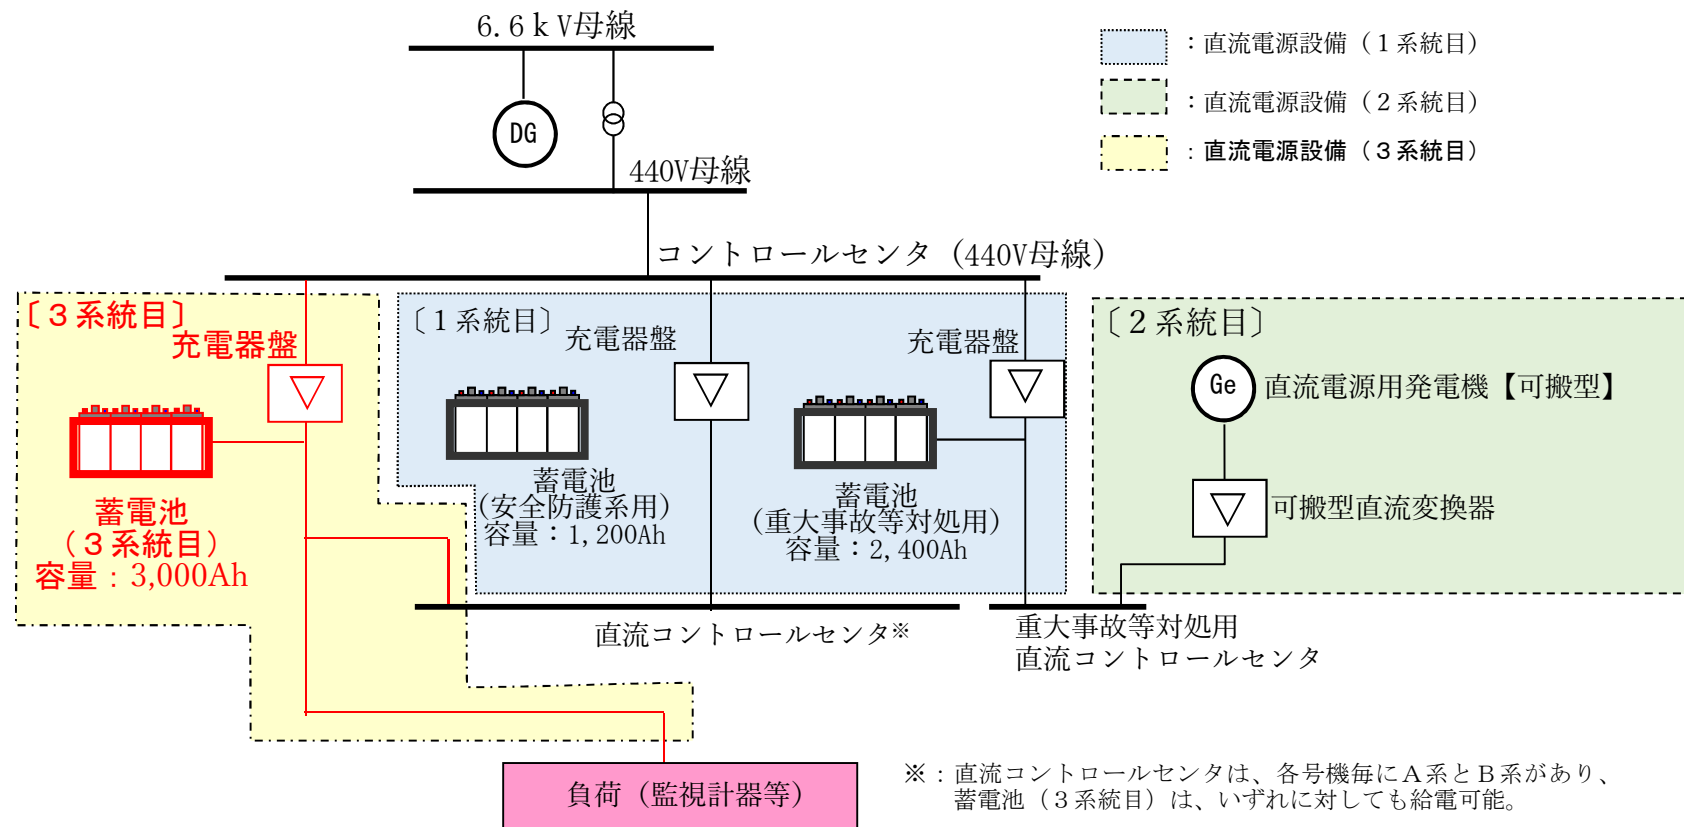 6.6ｋV母線
：直流電源設備（１系統目）
：直流電源設備（２系統目）
：直流電源設備（３系統目）
DG
440V母線
コントロールセンタ（440V母線）
〔３系統目〕
充電器盤
蓄電池
（３系統目）
容量：3,000Ah
〔１系統目〕
充電器盤
蓄電池
（安全防護系用）
容量：1,200Ah
充電器盤
蓄電池
（重大事故等対処用）
容量：2,400Ah
〔２系統目〕
Ge
直流電源用発電機【可搬型】
可搬型直流変換器
直流コントロールセンタ※
重大事故等対処用
直流コントロールセンタ
負荷（監視計器等）
※：直流コントロールセンタは、各号機毎にＡ系とＢ系があり、
蓄電池（３系統目）は、いずれに対しても給電可能。